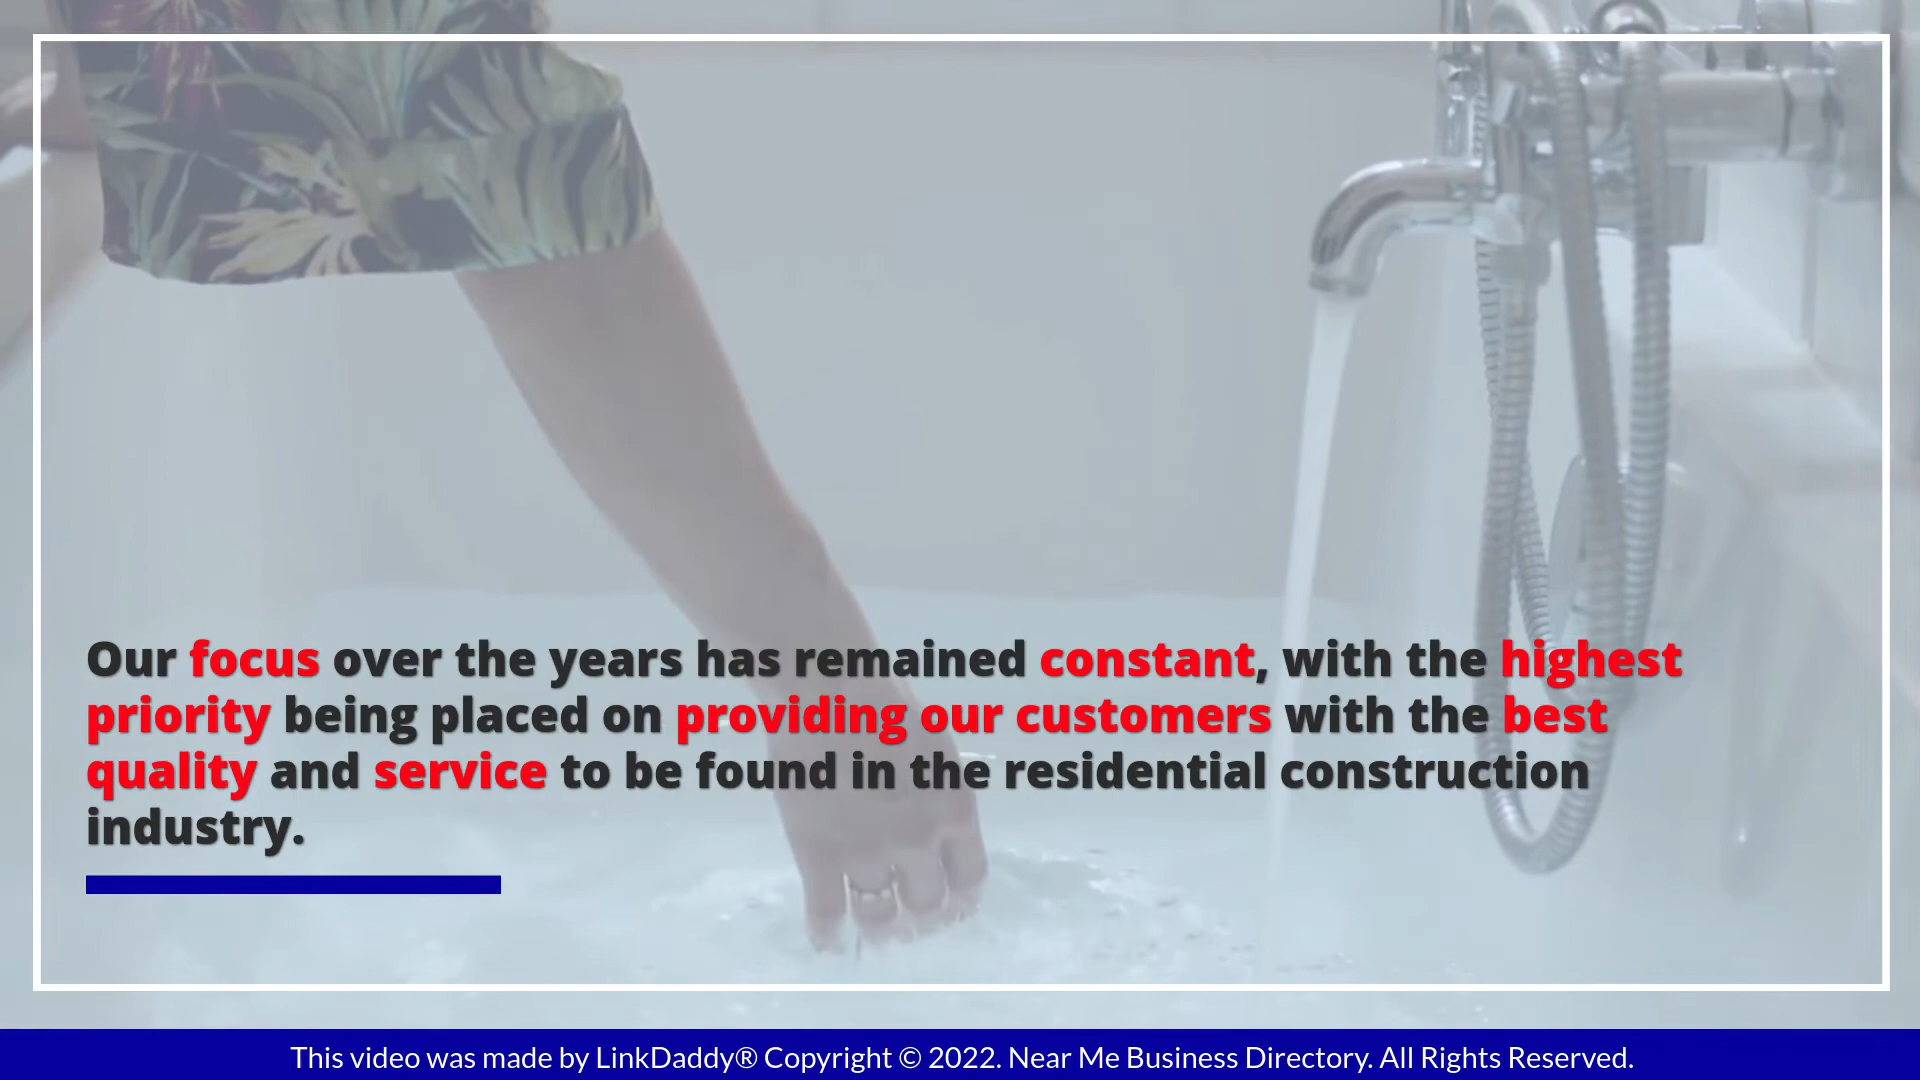 Our focus over the years has remained constant, with the highest
priority being placed on providing our customers with the best
quality and service to be found in the residential construction
industry.
This video was made by LinkDaddy® Copyright © 2022. Near Me Business Directory. All Rights Reserved.